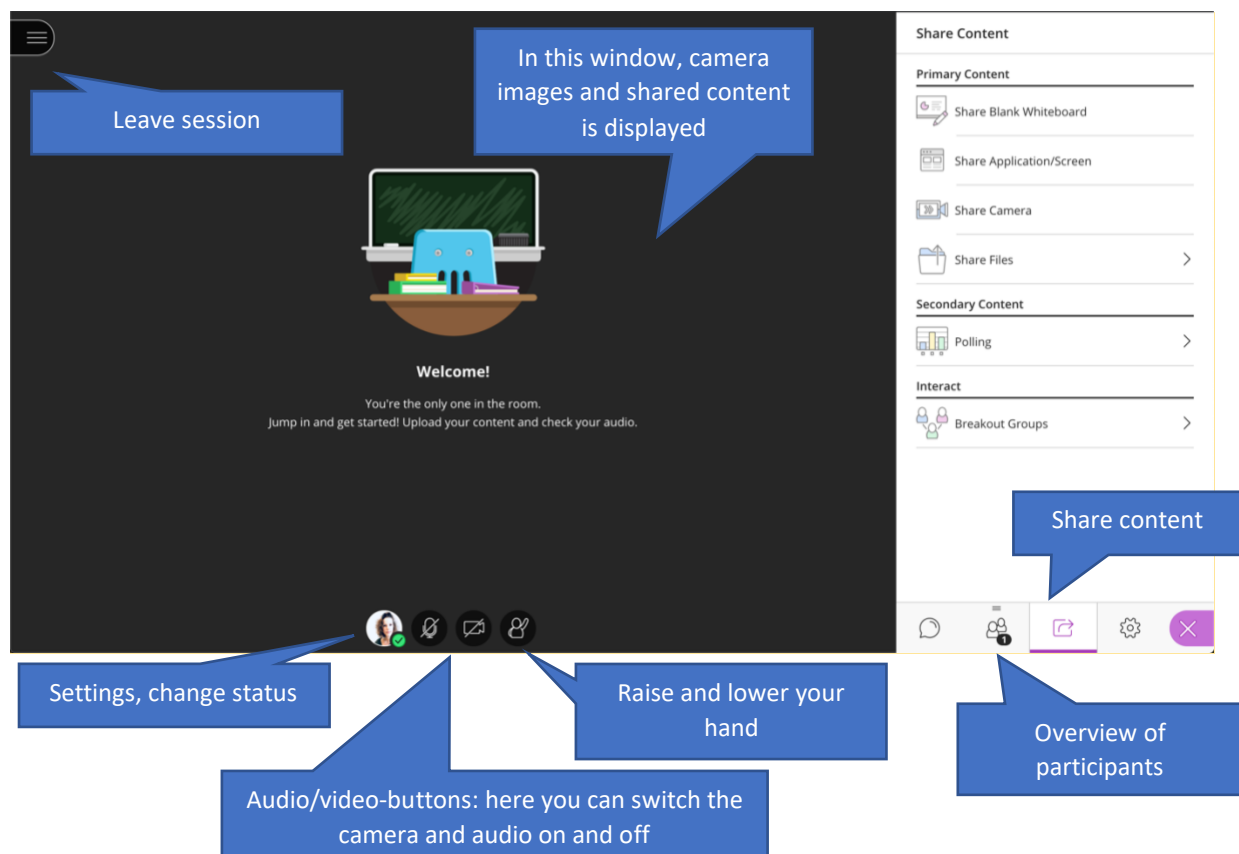 Leave session
In this window, camera
images and shared content
is displayed
Share Content
Primary Content
Share Blank Whiteboard
Share Application/Screen
Share Camera
Share Files
Secondary Content
Polling
Interact
Breakout Groups
Welcome!
You're the only one in the room.
Jump in and get started! Upload your content and check your audio.
Share content
1
Settings, change status
Raise and lower your
hand
Overview of
participants
Audio/video-buttons: here you can switch the
camera and audio on and off